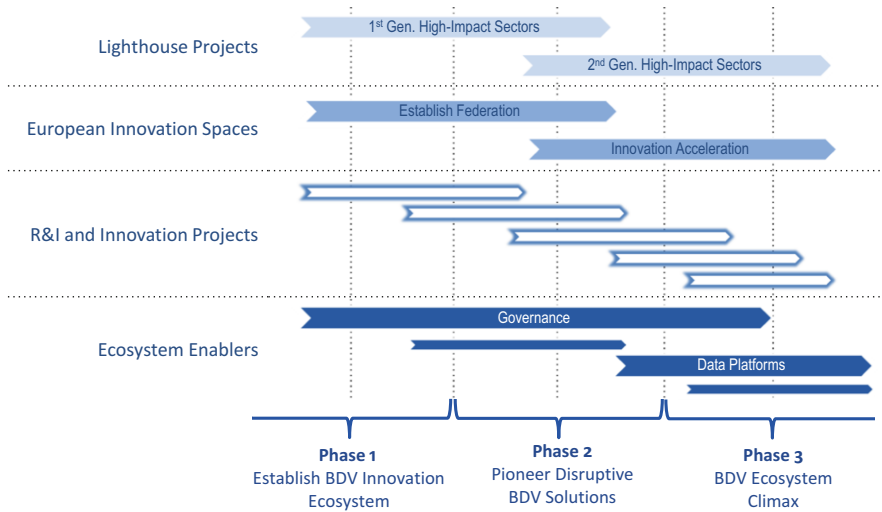 Lighthouse Projects
1st Gen. High-Impact Sectors
2nd Gen. High-Impact Sectors
European Innovation Spaces
Establish Federation
Innovation Acceleration
R&I and Innovation Projects
Ecosystem Enablers
Governance
Data Platforms
Phase 1
Establish BDV Innovation
Ecosystem
Phase 2
Pioneer Disruptive
BDV Solutions
Phase 3
BDV Ecosystem
Climax